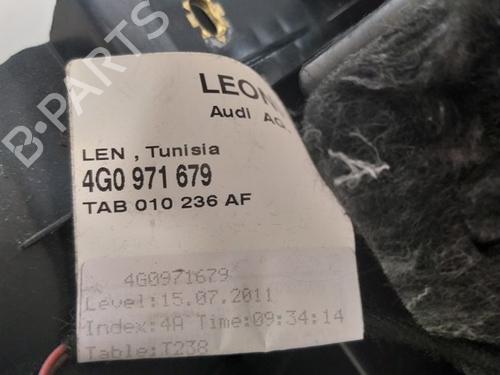 LEONI
Audi AG.
LEN , Tunisia
4G0 971 679
TAB 010 236 AF
4G0971679
Level:15.07.2011
Index:4A Time:09:34:14
Table:T238
B-PARTS